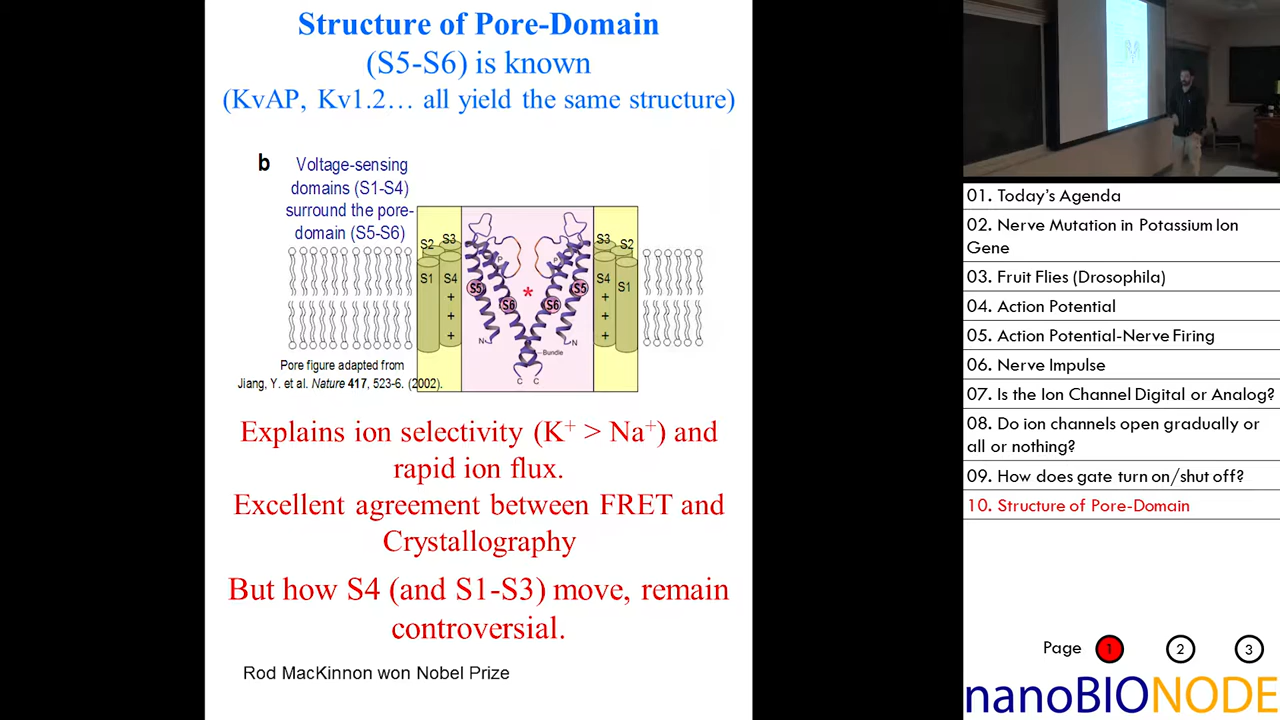 Structure of Pore-Domain
(S5-S6) is known
(KvAP, Kv1.2… all yield the same structure)
b
Voltage-sensing
domains (S1-S4)
surround the pore-
domain (S5-S6)
S2
S3
S1
S4
+
+
+
P
S5
S6
*
P
S6
S5
S3
S2
S4
S1
+
+
+
N
N
Bundle
C
C
Pore figure adapted from
Jiang, Y. et al. Nature 417, 523-6. (2002).
Explains ion selectivity (K+ > Na+) and
rapid ion flux.
Excellent agreement between FRET and
Crystallography
But how S4 (and S1-S3) move, remain
controversial.
Rod MacKinnon won Nobel Prize
01. Today's Agenda
02. Nerve Mutation in Potassium Ion
Gene
03. Fruit Flies (Drosophila)
04. Action Potential
05. Action Potential-Nerve Firing
06. Nerve Impulse
07. Is the Ion Channel Digital or Analog?
08. Do ion channels open gradually or
all or nothing?
09. How does gate turn on/shut off?
10. Structure of Pore-Domain
Page 1 2 3
nanoBIONODE